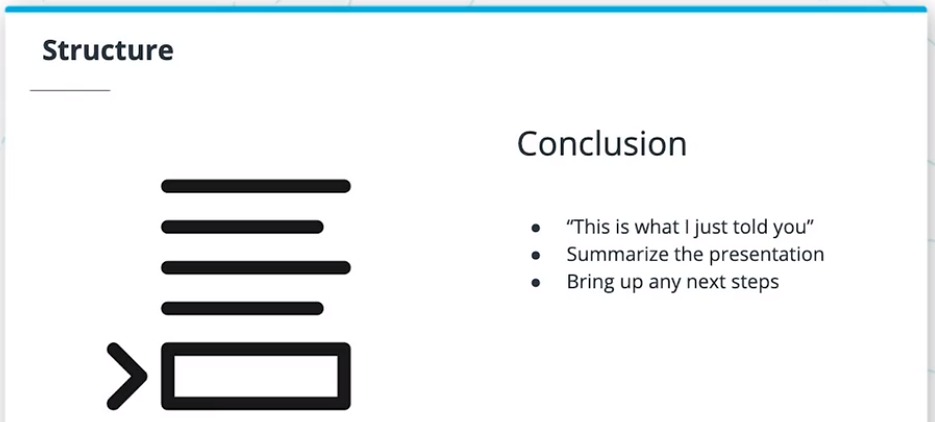 Structure
Conclusion
● “This is what I just told you”
● Summarize the presentation
● Bring up any next steps